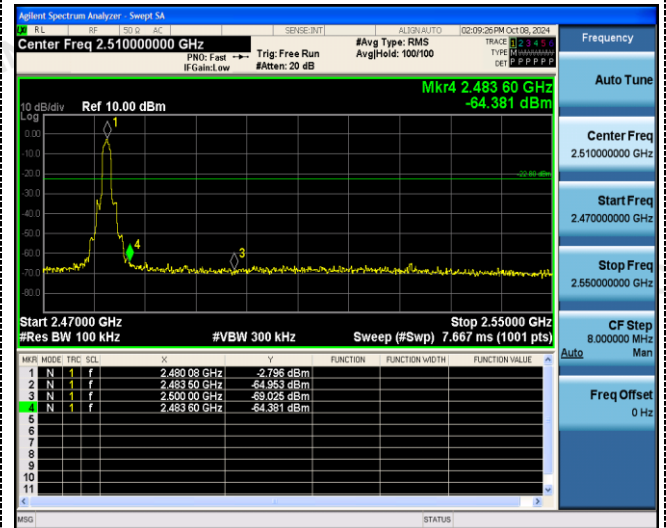 Agilent Spectrum Analyzer - Swept SA
RL RF 50 Ω AC SENSE:INT ALIGNAUTO 02:09:26 PM Oct 08, 2024
Center Freq 2.510000000 GHz
PNO: Fast
IFGain:Low
Trig: Free Run
#Atten: 20 dB
#Avg Type: RMS
Avg|Hold: 100/100
TRACE 1 2 3 4 5 6
TYPE M
DET P P P P P P
Mkr4 2.483 60 GHz
-64.381 dBm
10 dB/div Ref 10.00 dBm
Log
0.00
-10.0
-20.0
-30.0
-40.0
-50.0
-60.0
-70.0
-80.0
1
4
3
-22.80 dBm
Start 2.47000 GHz Stop 2.55000 GHz
#Res BW 100 kHz #VBW 300 kHz Sweep (#Swp) 7.667 ms (1001 pts)
MKR MODE TRC SCL X Y FUNCTION FUNCTION WIDTH FUNCTION VALUE
1 N 1 f 2.480 08 GHz -2.796 dBm
2 N 1 f 2.483 50 GHz -64.953 dBm
3 N 1 f 2.500 00 GHz -69.025 dBm
4 N 1 f 2.483 60 GHz -64.381 dBm
5
6
7
8
9
10
11
MSG STATUS
Frequency
Auto Tune
Center Freq
2.510000000 GHz
Start Freq
2.470000000 GHz
Stop Freq
2.550000000 GHz
CF Step
8.000000 MHz
Auto Man
Freq Offset
0 Hz